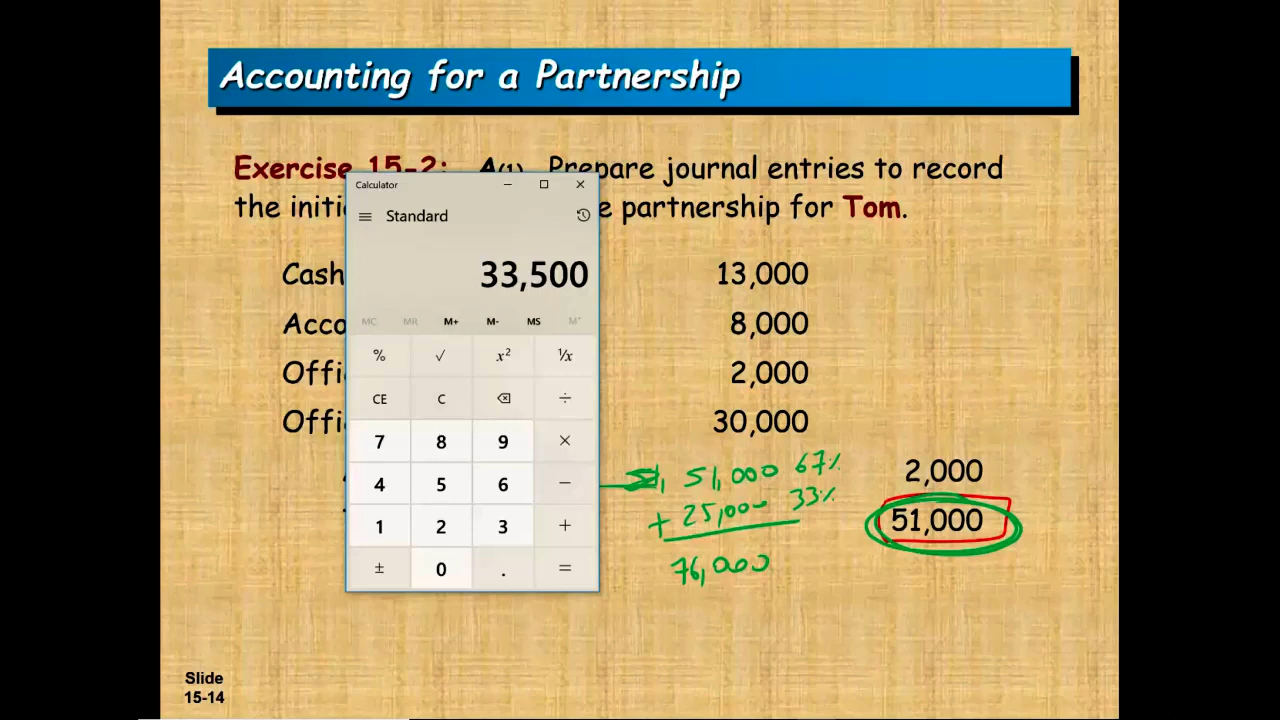 Accounting for a Partnership
Exercise 15-2: A(1) Prepare journal entries to record
the initi e partnership for Tom.
Calculator
Standard
33,500
MC MR M+ M- MS M˅
% √ x² ¹/x
CE C ⌫ ÷
7 8 9 ×
4 5 6 −
1 2 3 +
± 0 . =
Cash 13,000
Acco 8,000
Offi 2,000
Offi 30,000
51,000 67% 2,000
+ 25,000 33% 51,000
76,000
Slide
15-14